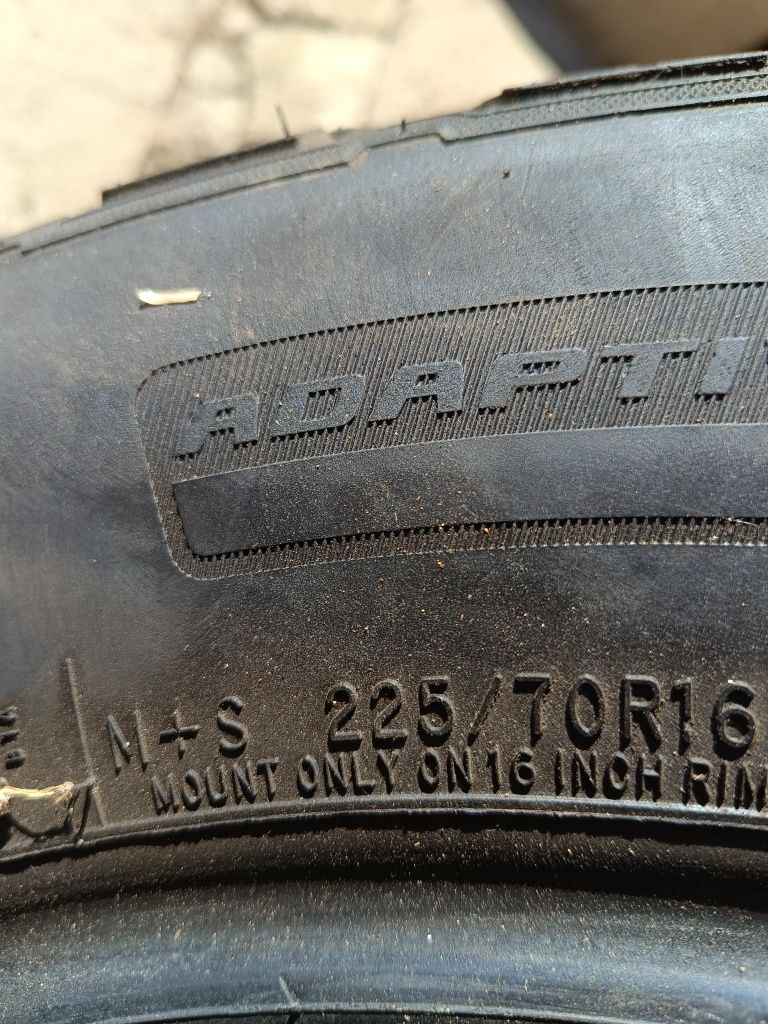 ADAPTI
M+S 225/70R16
MOUNT ONLY ON 16 INCH RIM